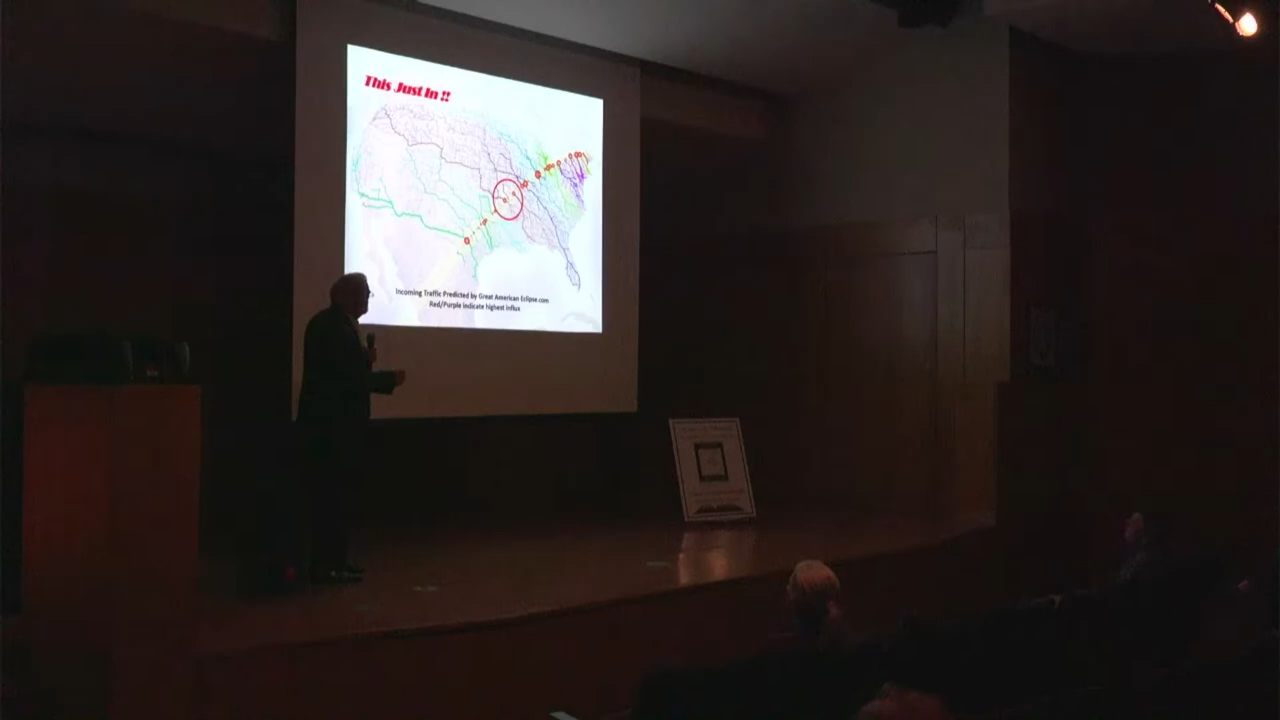 This Just In !!
Incoming Traffic Predicted by Great American Eclipse.com
Red/Purple indicate highest influx